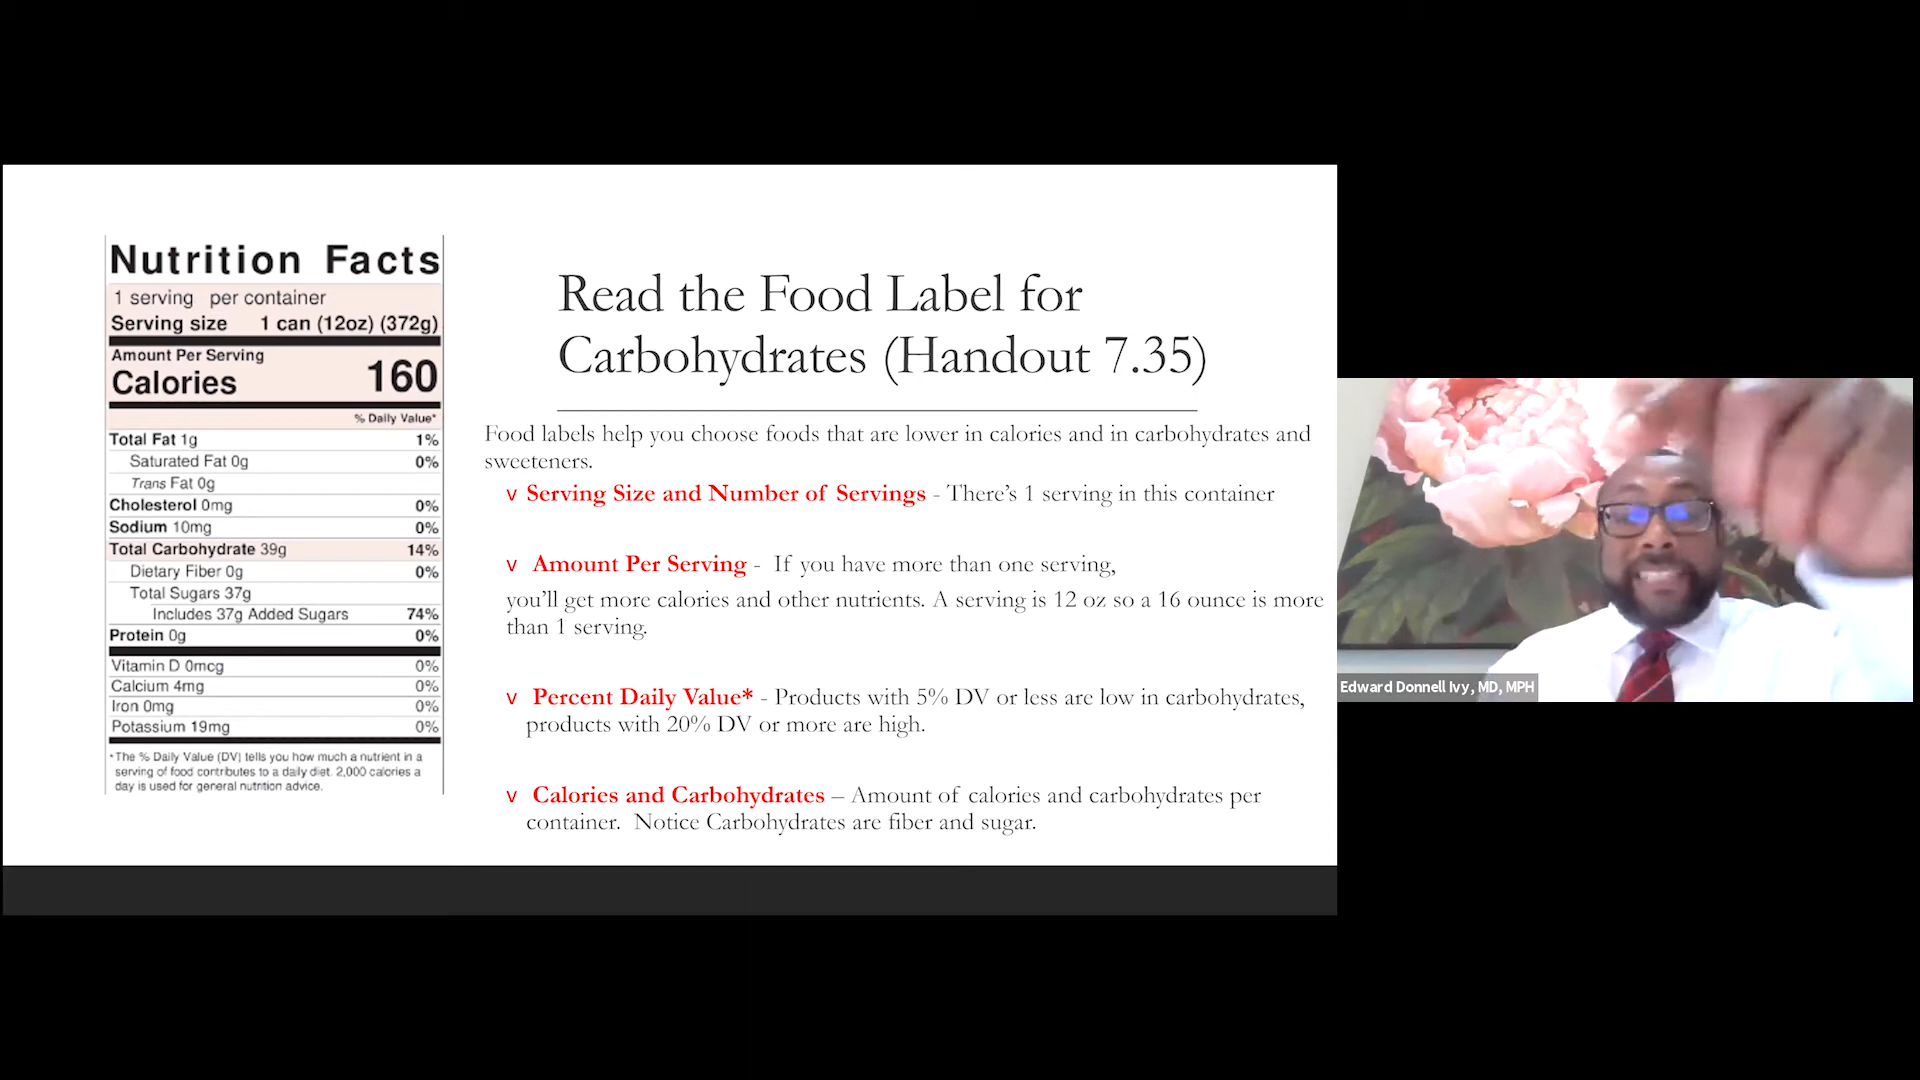 Nutrition Facts
1 serving per container
Serving size 1 can (12oz) (372g)
Amount Per Serving
Calories 160
% Daily Value*
Total Fat 1g 1%
Saturated Fat 0g 0%
Trans Fat 0g
Cholesterol 0mg 0%
Sodium 10mg 0%
Total Carbohydrate 39g 14%
Dietary Fiber 0g 0%
Total Sugars 37g
Includes 37g Added Sugars 74%
Protein 0g 0%
Vitamin D 0mcg 0%
Calcium 4mg 0%
Iron 0mg 0%
Potassium 19mg 0%
*The % Daily Value (DV) tells you how much a nutrient in a
serving of food contributes to a daily diet. 2,000 calories a
day is used for general nutrition advice.
Read the Food Label for
Carbohydrates (Handout 7.35)
Food labels help you choose foods that are lower in calories and in carbohydrates and
sweeteners.
v Serving Size and Number of Servings - There's 1 serving in this container
v Amount Per Serving - If you have more than one serving,
you'll get more calories and other nutrients. A serving is 12 oz so a 16 ounce is more
than 1 serving.
v Percent Daily Value* - Products with 5% DV or less are low in carbohydrates,
products with 20% DV or more are high.
v Calories and Carbohydrates – Amount of calories and carbohydrates per
container. Notice Carbohydrates are fiber and sugar.
Edward Donnell Ivy, MD, MPH